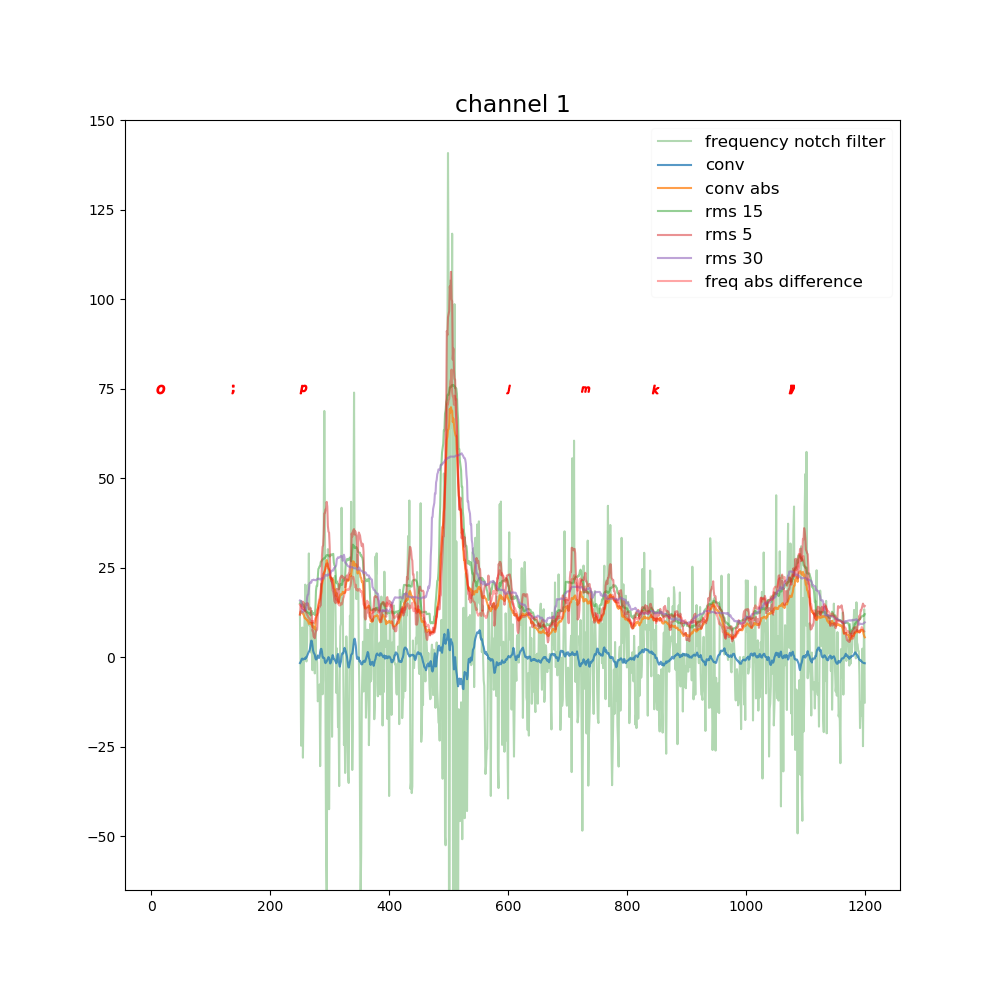 channel 1
150
frequency notch filter
conv
conv abs
125
rms 15
rms 5
rms 30
freq abs difference
100
75
O ; p J m k
50
25
0
−25
−50
0 200 400 600 800 1000 1200